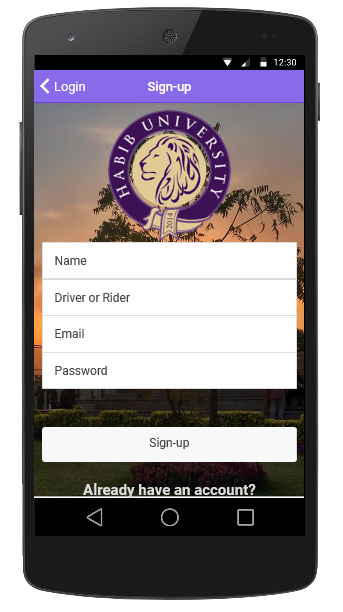 12:30
Login
Sign-up
HABIB UNIVERSITY
2014
Name
Driver or Rider
Email
Password
Sign-up
Already have an account?